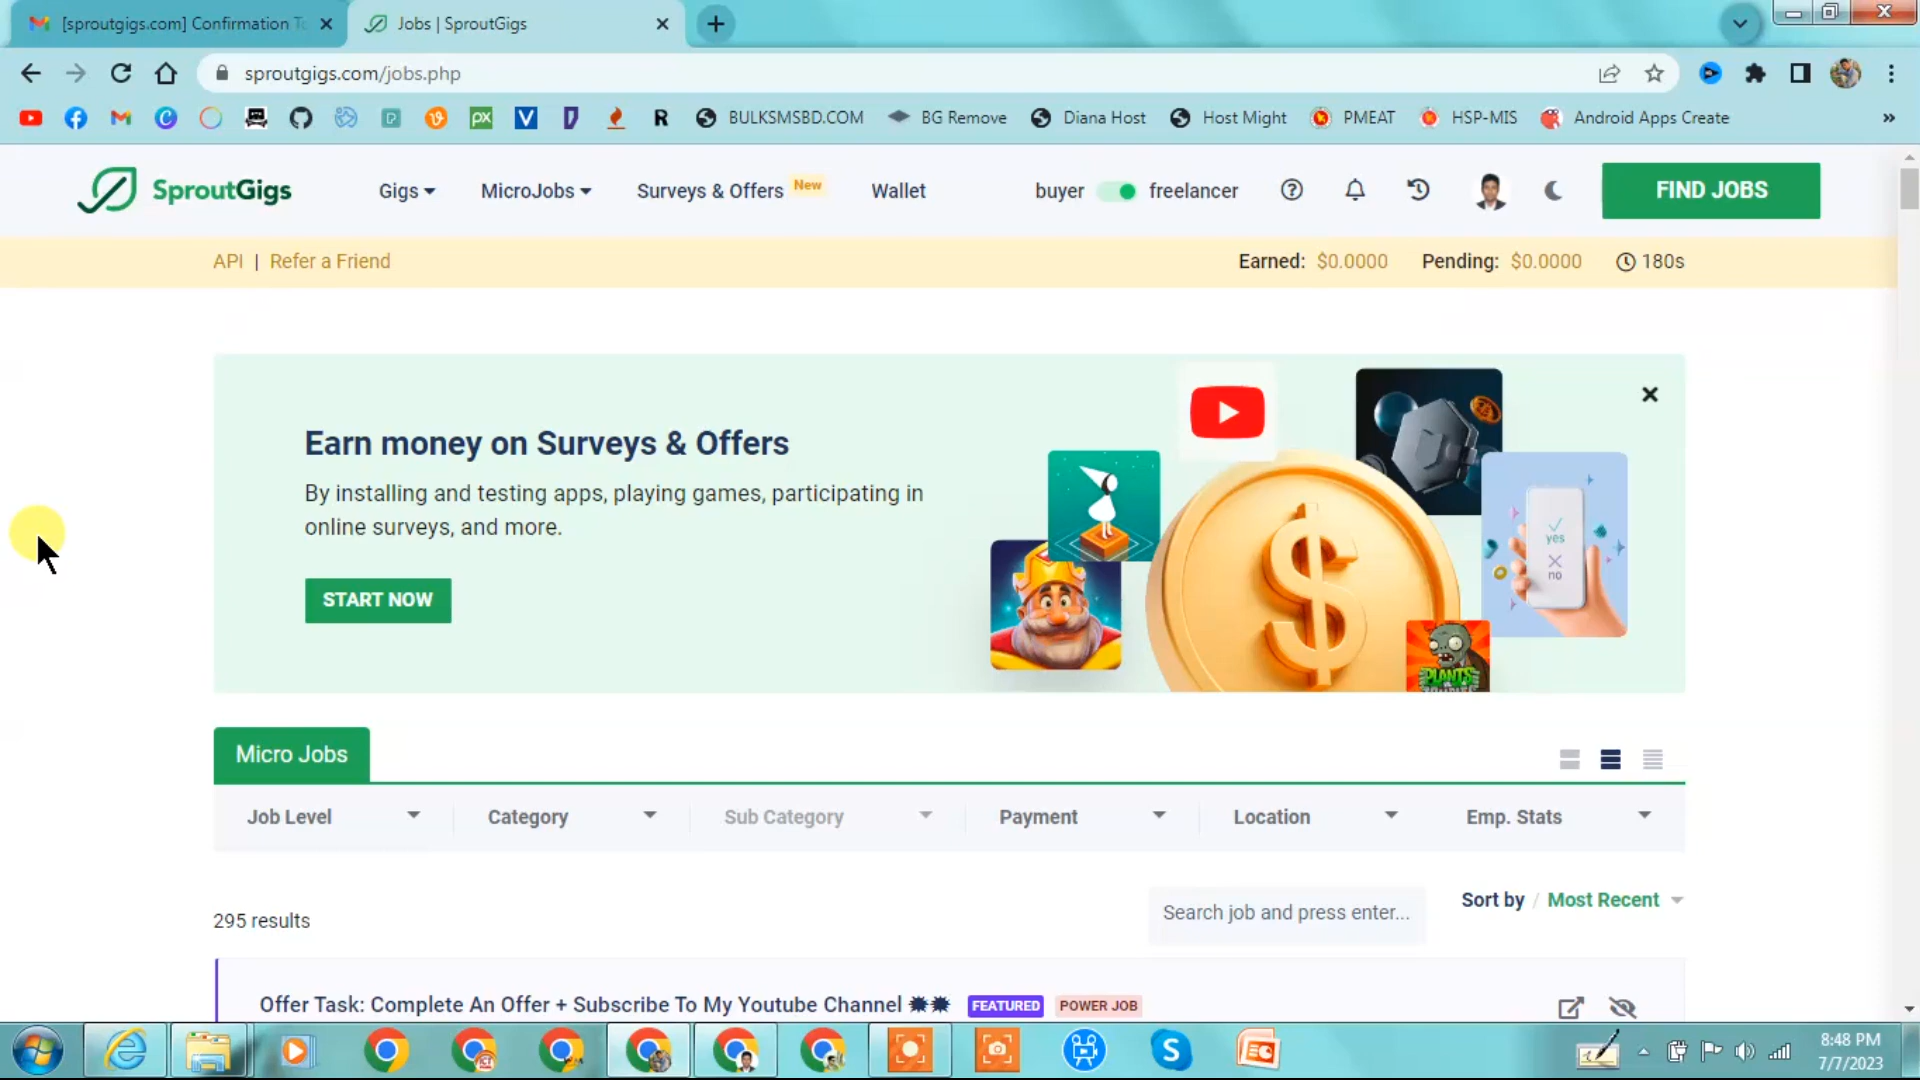 [sproutgigs.com] Confirmation T
Jobs | SproutGigs
sproutgigs.com/jobs.php
BULKSMSBD.COM
BG Remove
Diana Host
Host Might
PMEAT
HSP-MIS
Android Apps Create
SproutGigs
Gigs
MicroJobs
Surveys & Offers New
Wallet
buyer
freelancer
FIND JOBS
API | Refer a Friend
Earned: $0.0000
Pending: $0.0000
180s
Earn money on Surveys & Offers
By installing and testing apps, playing games, participating in
online surveys, and more.
START NOW
yes
no
PLANTS
Micro Jobs
Job Level
Category
Sub Category
Payment
Location
Emp. Stats
295 results
Search job and press enter...
Sort by / Most Recent
Offer Task: Complete An Offer + Subscribe To My Youtube Channel
FEATURED
POWER JOB
8:48 PM
7/7/2023